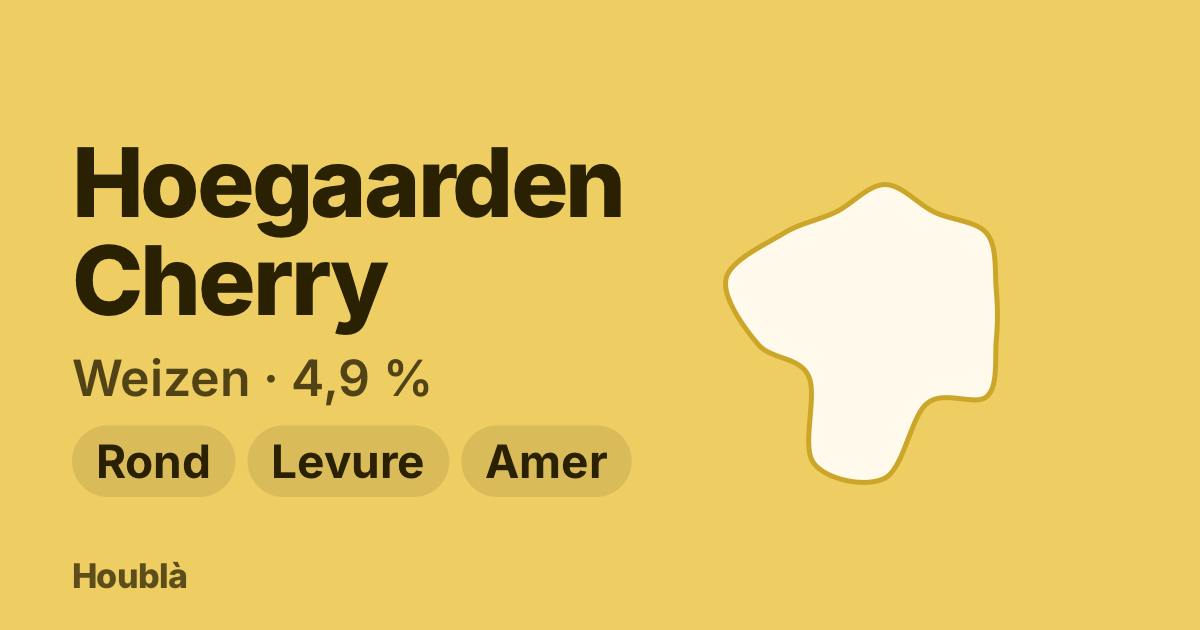 Hoegaarden
Cherry
Weizen · 4,9 %
Rond Levure Amer
Houblà